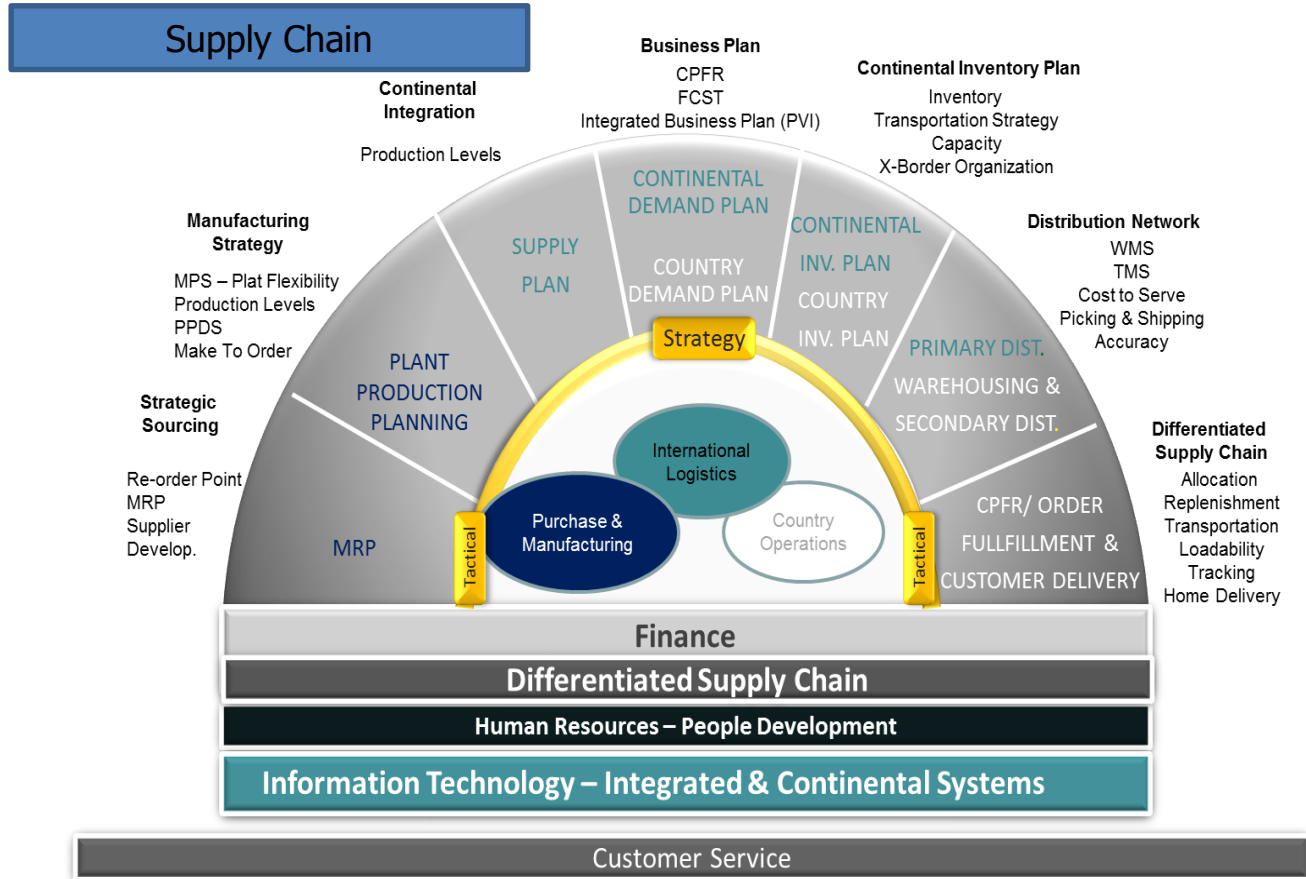 Supply Chain
Business Plan
CPFR
FCST
Integrated Business Plan (PVI)
Continental Inventory Plan
Inventory
Transportation Strategy
Capacity
X-Border Organization
Continental
Integration
Production Levels
Manufacturing
Strategy
MPS – Plat Flexibility
Production Levels
PPDS
Make To Order
Distribution Network
WMS
TMS
Cost to Serve
Picking & Shipping
Accuracy
Strategic
Sourcing
Re-order Point
MRP
Supplier
Develop.
Differentiated
Supply Chain
Allocation
Replenishment
Transportation
Loadability
Tracking
Home Delivery
MRP
PLANT
PRODUCTION
PLANNING
SUPPLY
PLAN
CONTINENTAL
DEMAND PLAN
COUNTRY
DEMAND PLAN
CONTINENTAL
INV. PLAN
COUNTRY
INV. PLAN
PRIMARY DIST.
WAREHOUSING &
SECONDARY DIST.
CPFR/ ORDER
FULLFILLMENT &
CUSTOMER DELIVERY
Strategy
Tactical
Tactical
International
Logistics
Purchase &
Manufacturing
Country
Operations
Finance
Differentiated Supply Chain
Human Resources – People Development
Information Technology – Integrated & Continental Systems
Customer Service